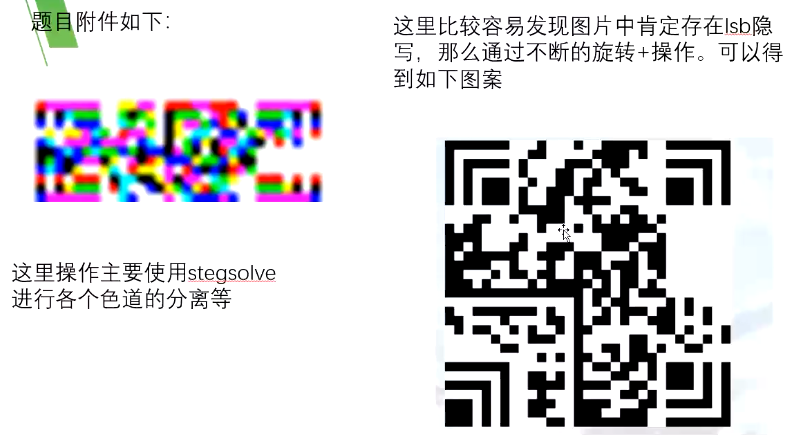 题目附件如下：
这里比较容易发现图片中肯定存在lsb隐
写，那么通过不断的旋转+操作。可以得
到如下图案
这里操作主要使用stegsolve
进行各个色道的分离等